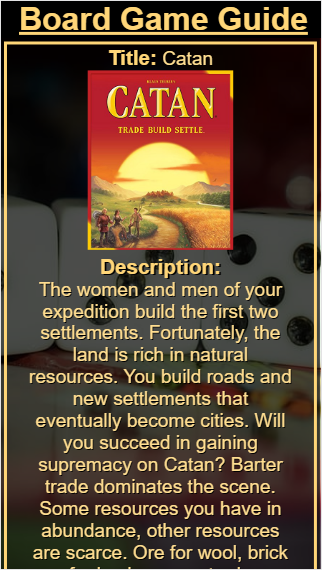 Board Game Guide
Title: Catan
CATAN
TRADE BUILD SETTLE
Description:
The women and men of your
expedition build the first two
settlements. Fortunately, the
land is rich in natural
resources. You build roads and
new settlements that
eventually become cities. Will
you succeed in gaining
supremacy on Catan? Barter
trade dominates the scene.
Some resources you have in
abundance, other resources
are scarce. Ore for wool, brick